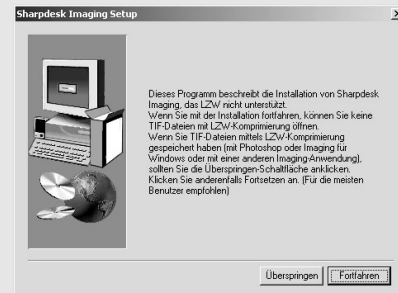 Sharpdesk Imaging Setup
Dieses Programm beschreibt die Installation von Sharpdesk
Imaging, das LZW nicht unterstützt.
Wenn Sie mit der Installation fortfahren, können Sie keine
TIF-Dateien mit LZW-Komprimierung öffnen.
Wenn Sie TIF-Dateien mittels LZW-Komprimierung
gespeichert haben (mit Photoshop oder Imaging für
Windows oder mit einer anderen Imaging-Anwendung),
sollten Sie die Überspringen-Schaltfläche anklicken.
Klicken Sie anderenfalls Fortsetzen an. (Für die meisten
Benutzer empfohlen)
Überspringen
Fortfahren